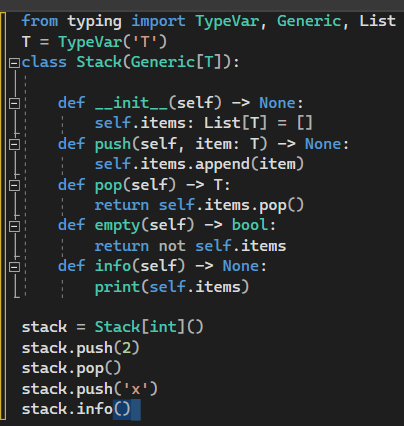 from typing import TypeVar, Generic, List
T = TypeVar('T')
class Stack(Generic[T]):
    def __init__(self) -> None:
        self.items: List[T] = []
    def push(self, item: T) -> None:
        self.items.append(item)
    def pop(self) -> T:
        return self.items.pop()
    def empty(self) -> bool:
        return not self.items
    def info(self) -> None:
        print(self.items)
stack = Stack[int]()
stack.push(2)
stack.pop()
stack.push('x')
stack.info()